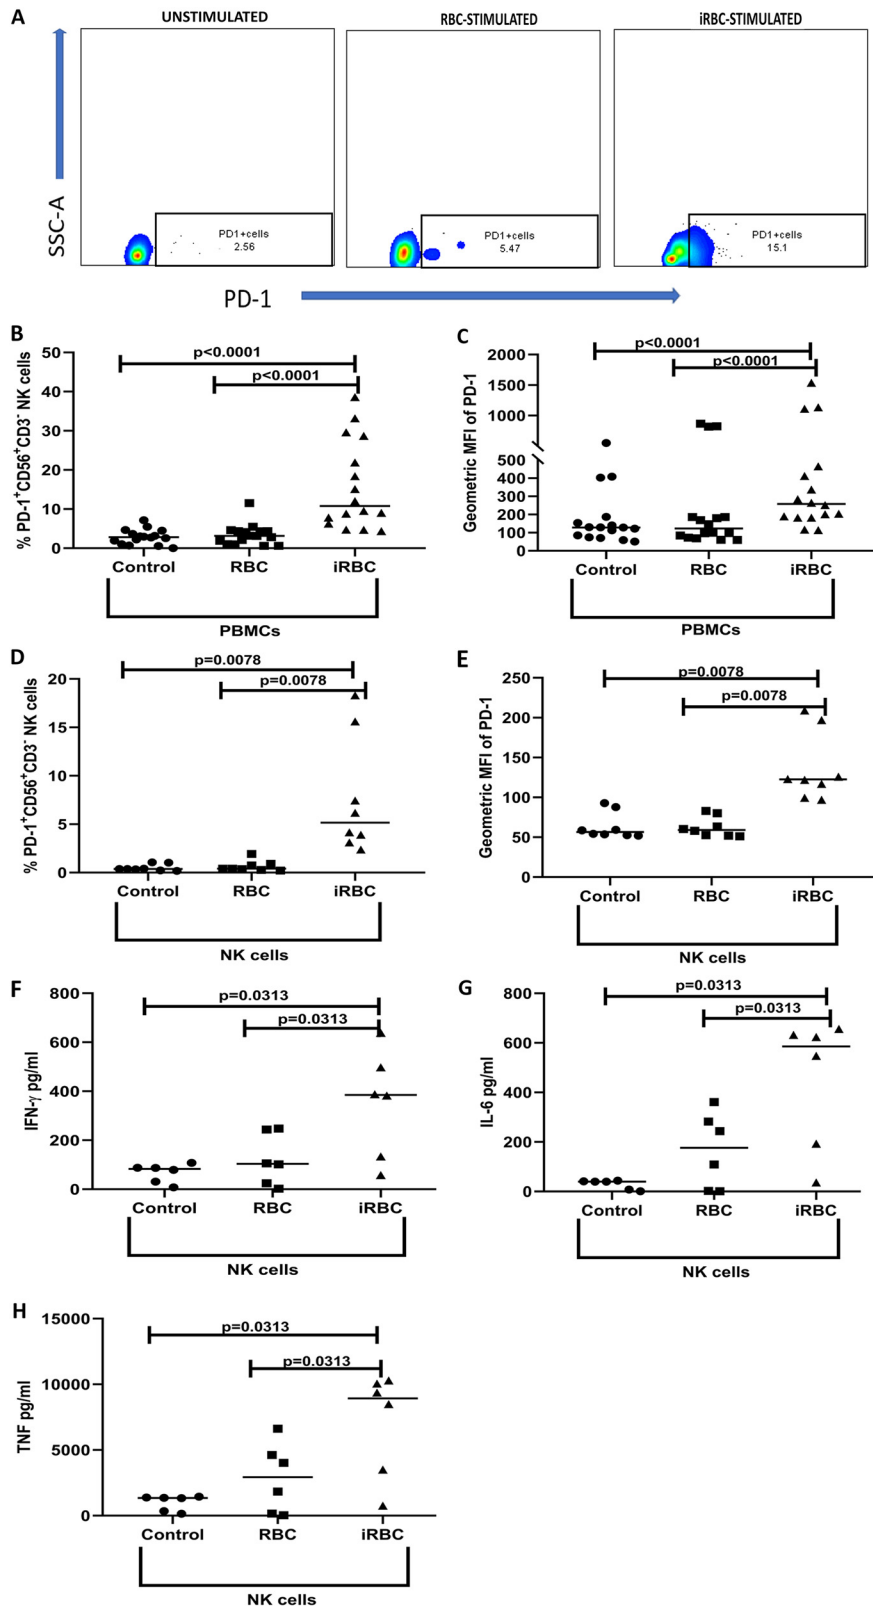 A
UNSTIMULATED
RBC-STIMULATED
iRBC-STIMULATED
SSC-A
PD1+cells
2.56
PD1+cells
5.47
PD1+cells
15.1
PD-1
B
% PD-1+CD56+CD3- NK cells
50
40
30
20
10
0
p<0.0001
p<0.0001
Control
RBC
iRBC
PBMCs
C
Geometric MFI of PD-1
2000
1500
1000
500
400
300
200
100
0
p<0.0001
p<0.0001
Control
RBC
iRBC
PBMCs
D
% PD-1+CD56+CD3- NK cells
20
15
10
5
0
p=0.0078
p=0.0078
Control
RBC
iRBC
NK cells
E
Geometric MFI of PD-1
250
200
150
100
50
0
p=0.0078
p=0.0078
Control
RBC
iRBC
NK cells
F
IFN-γ pg/ml
800
600
400
200
0
p=0.0313
p=0.0313
Control
RBC
iRBC
NK cells
G
IL-6 pg/ml
800
600
400
200
0
p=0.0313
p=0.0313
Control
RBC
iRBC
NK cells
H
TNF pg/ml
15000
10000
5000
0
p=0.0313
p=0.0313
Control
RBC
iRBC
NK cells